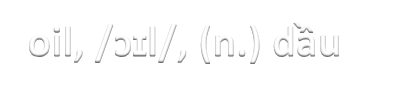 oil, /ɔɪl/, (n.) dầu